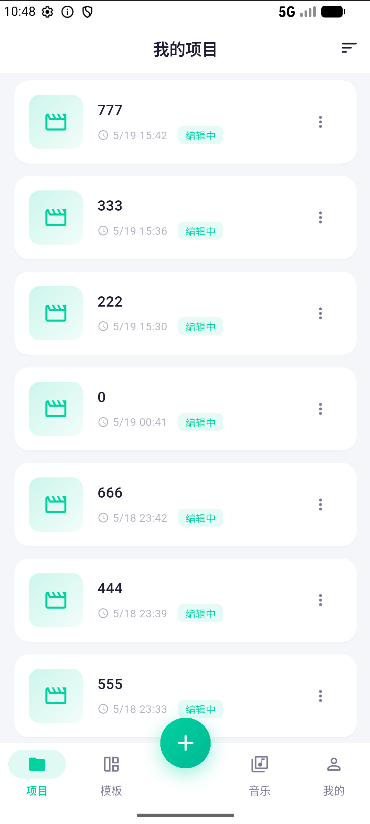 10:48 5G
我的项目
777
5/19 15:42 编辑中
333
5/19 15:36 编辑中
222
5/19 15:30 编辑中
0
5/19 00:41 编辑中
666
5/18 23:42 编辑中
444
5/18 23:39 编辑中
555
5/18 23:33 编辑中
项目 模板 音乐 我的